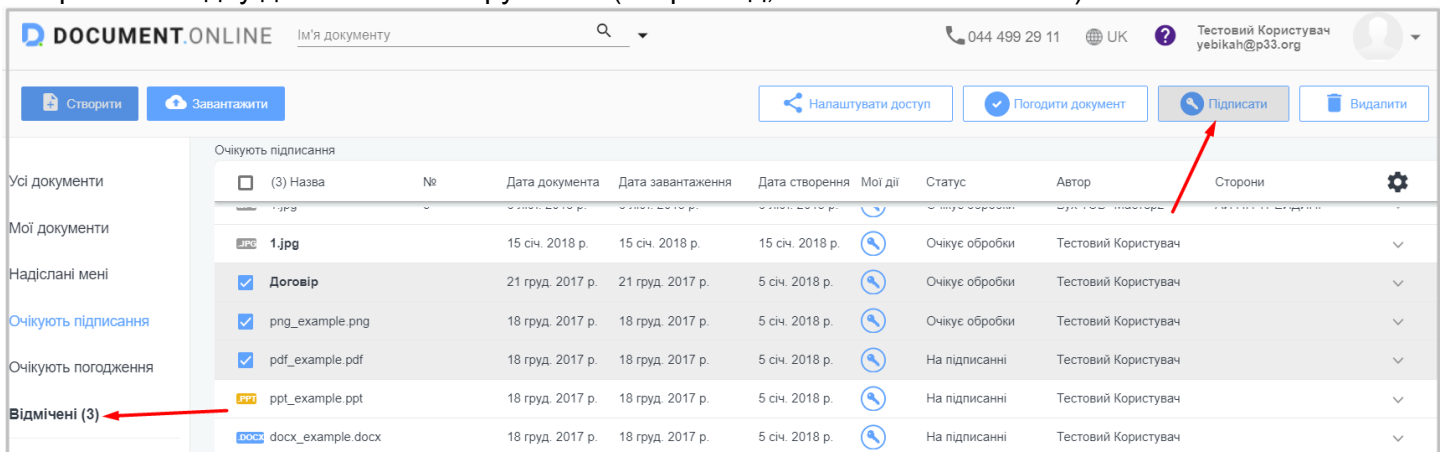 DOCUMENT.ONLINE Ім'я документу 044 499 29 11 UK ? Тестовий Користувач
yebikah@p33.org
Створити Завантажити Налаштувати доступ Погодити документ Підписати Видалити
Очікують підписання
Усі документи
Мої документи
Надіслані мені
Очікують підписання
Очікують погодження
Відмічені (3)
(3) Назва № Дата документа Дата завантаження Дата створення Мої дії Статус Автор Сторони
JPG 1.jpg 15 січ. 2018 р. 15 січ. 2018 р. 15 січ. 2018 р. Очікує обробки Тестовий Користувач
Договір 21 груд. 2017 р. 21 груд. 2017 р. 5 січ. 2018 р. Очікує обробки Тестовий Користувач
png_example.png 18 груд. 2017 р. 18 груд. 2017 р. 5 січ. 2018 р. Очікує обробки Тестовий Користувач
pdf_example.pdf 18 груд. 2017 р. 18 груд. 2017 р. 5 січ. 2018 р. На підписанні Тестовий Користувач
.PPT ppt_example.ppt 18 груд. 2017 р. 18 груд. 2017 р. 5 січ. 2018 р. На підписанні Тестовий Користувач
.DOCX docx_example.docx 18 груд. 2017 р. 18 груд. 2017 р. 5 січ. 2018 р. На підписанні Тестовий Користувач